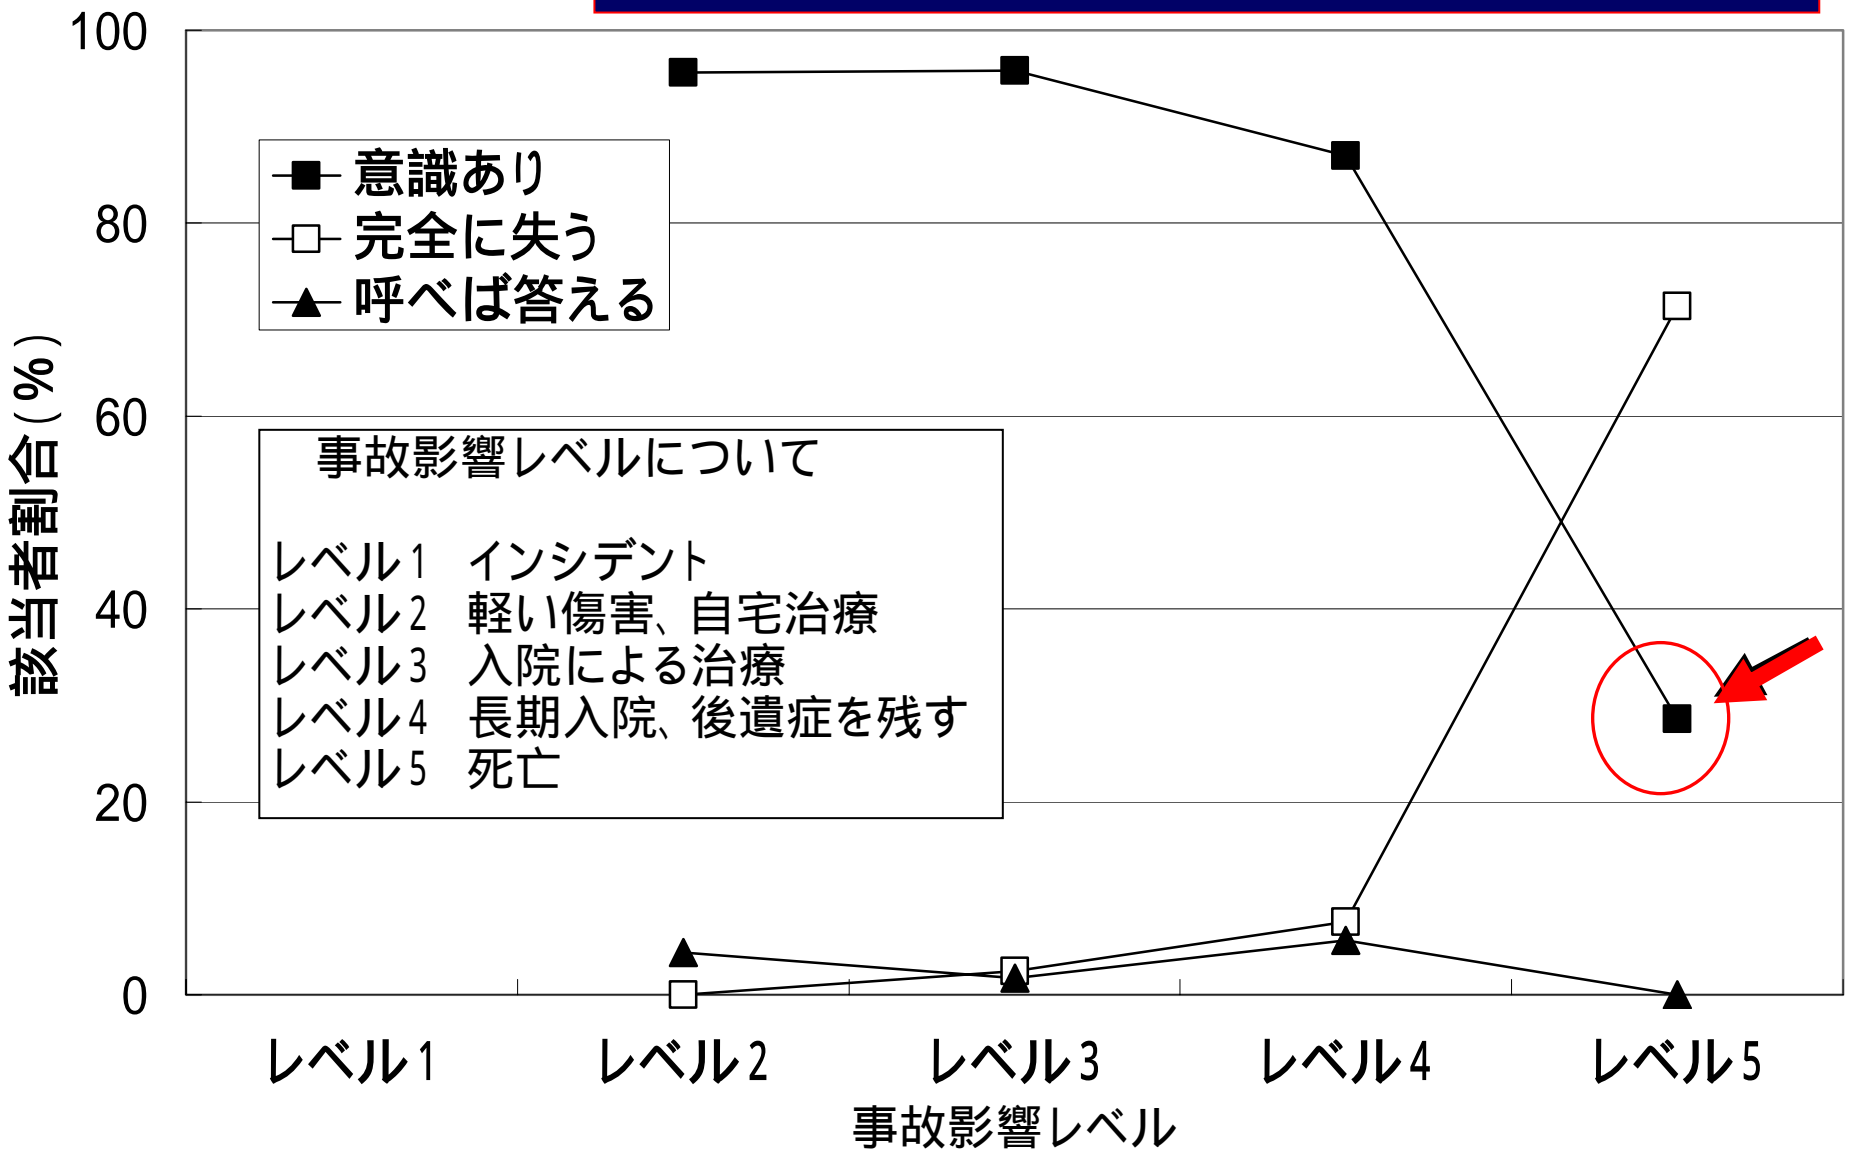 100
80
60
40
20
0
該当者割合(%)
意識あり
完全に失う
呼べば答える
事故影響レベルについて
レベル1 インシデント
レベル2 軽い傷害、自宅治療
レベル3 入院による治療
レベル4 長期入院、後遺症を残す
レベル5 死亡
レベル1 レベル2 レベル3 レベル4 レベル5
事故影響レベル